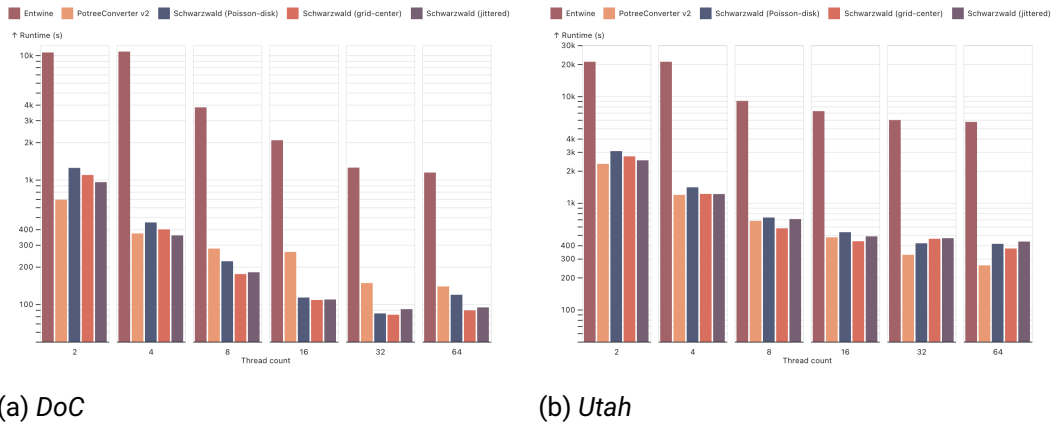 Entwine PotreeConverter v2 Schwarzwald (Poisson-disk) Schwarzwald (grid-center) Schwarzwald (jittered)
↑ Runtime (s)
10k
4k
3k
2k
1k
400
300
200
100
2 4 8 16 32 64
Thread count
(a) DoC
Entwine PotreeConverter v2 Schwarzwald (Poisson-disk) Schwarzwald (grid-center) Schwarzwald (jittered)
↑ Runtime (s)
30k
20k
10k
4k
3k
2k
1k
400
300
200
100
2 4 8 16 32 64
Thread count
(b) Utah